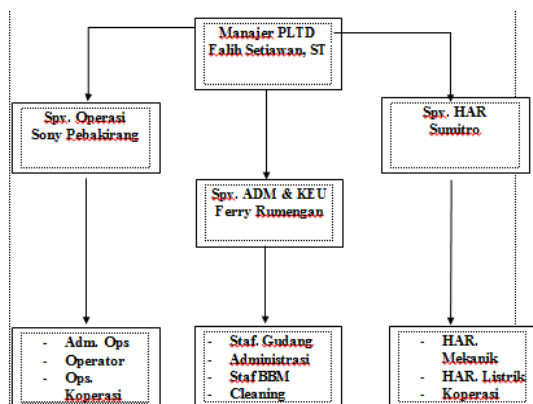 Manajer PLTD
Falih Setiawan, ST
Spv. Operasi
Sony Pebakirang
Spv. HAR
Sumitro
Spv. ADM & KEU
Ferry Rumengan
- Adm. Ops
- Operator
- Ops.
Koperasi
- Staf. Gudang
- Administrasi
- Staf BBM
- Cleaning
- HAR.
Mekanik
- HAR. Listrik
- Koperasi